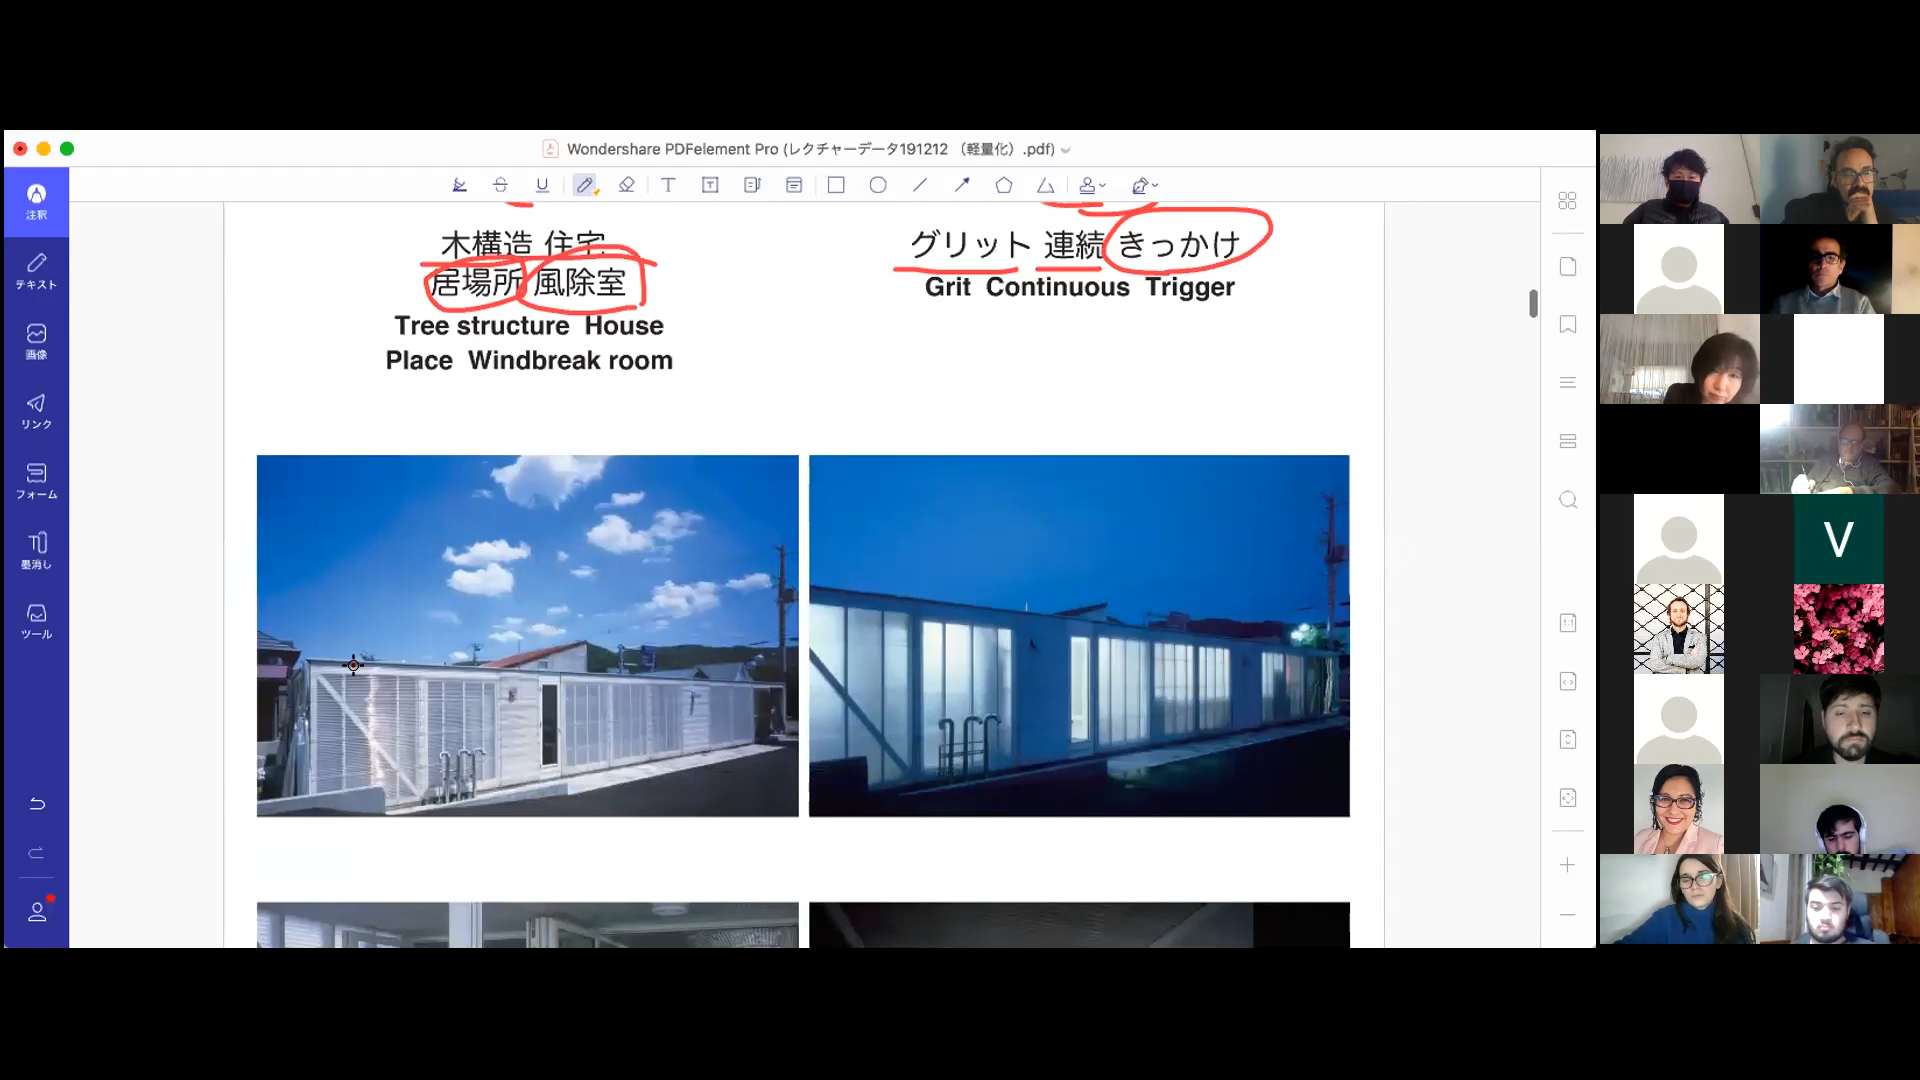 Wondershare PDFelement Pro (レクチャーデータ191212 （軽量化）.pdf)
注釈
テキスト
画像
リンク
フォーム
墨消し
ツール
木構造 住宅
居場所 風除室
Tree structure House
Place Windbreak room
グリット 連続 きっかけ
Grit Continuous Trigger
V